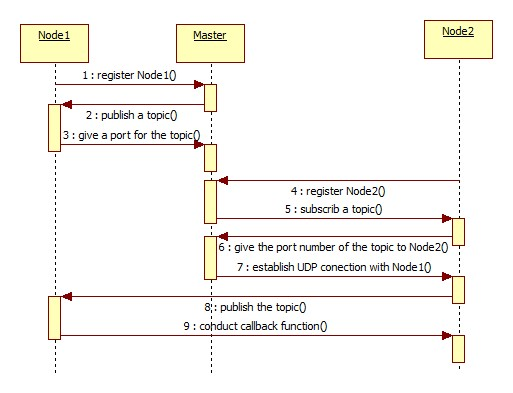 Node1
Master
Node2
1 : register Node1()
2 : publish a topic()
3 : give a port for the topic()
4 : register Node2()
5 : subscrib a topic()
6 : give the port number of the topic to Node2()
7 : establish UDP conection with Node1()
8 : publish the topic()
9 : conduct callback function()